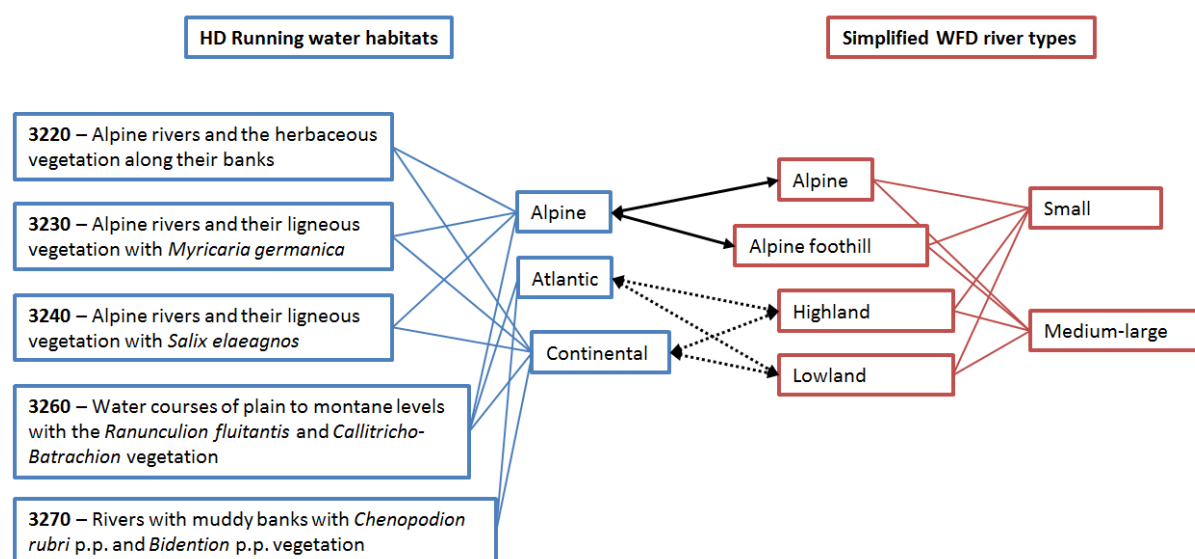 HD Running water habitats
Simplified WFD river types
3220 – Alpine rivers and the herbaceous
vegetation along their banks
3230 – Alpine rivers and their ligneous
vegetation with Myricaria germanica
3240 – Alpine rivers and their ligneous
vegetation with Salix elaeagnos
3260 – Water courses of plain to montane levels
with the Ranunculion fluitantis and Callitricho-
Batrachion vegetation
3270 – Rivers with muddy banks with Chenopodion
rubri p.p. and Bidention p.p. vegetation
Alpine
Atlantic
Continental
Alpine
Alpine foothill
Highland
Lowland
Small
Medium-large